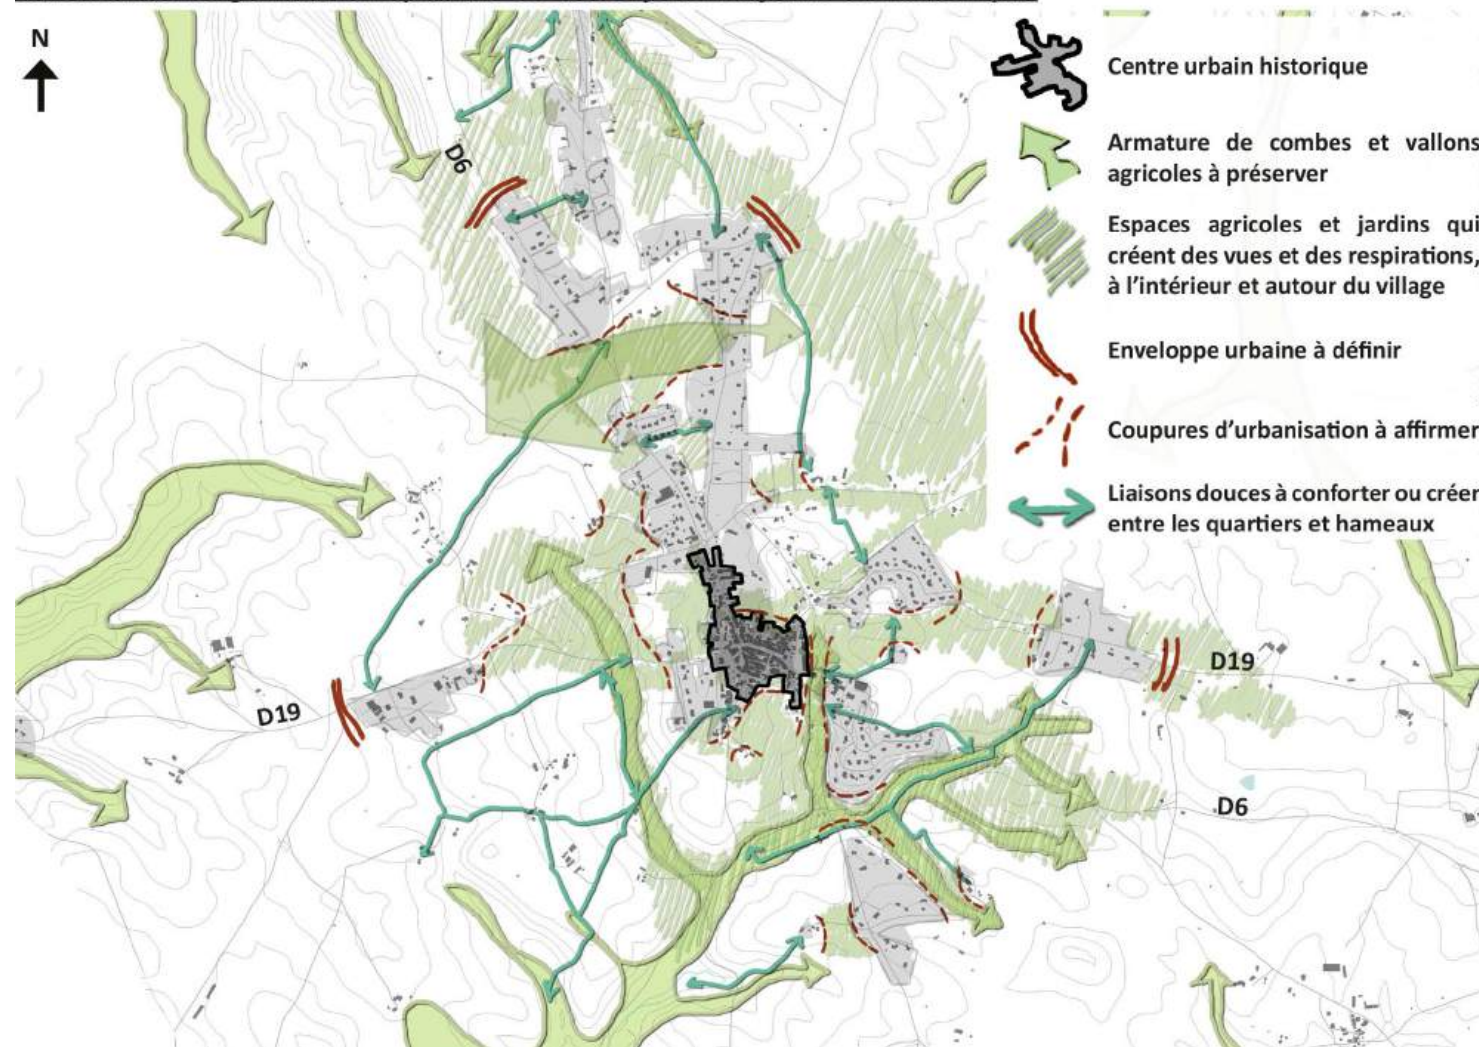 N
Centre urbain historique
Armature de combes et vallons
agricoles à préserver
D6
Espaces agricoles et jardins qui
créent des vues et des respirations,
à l'intérieur et autour du village
Enveloppe urbaine à définir
Coupures d'urbanisation à affirmer
Liaisons douces à conforter ou créer
entre les quartiers et hameaux
D19
D19
D6